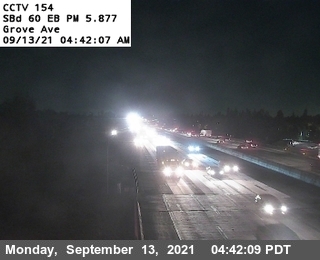 CCTV 154
SBd 60 EB PM 5.877
Grove Ave
09/13/21 04:42:07 AM
Monday, September 13, 2021 04:42:09 PDT